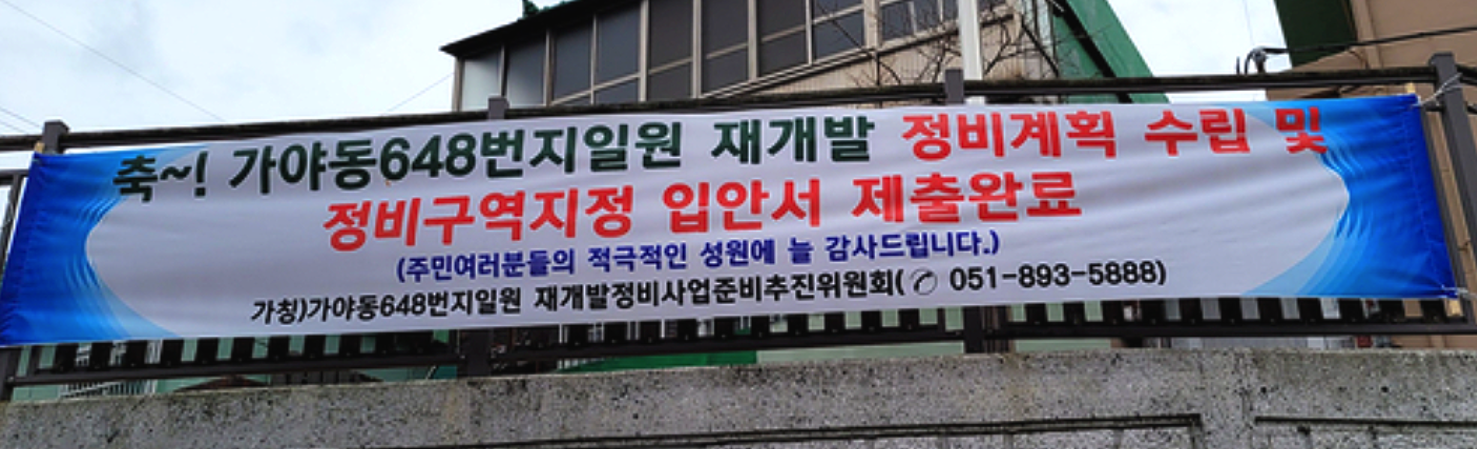 축~! 가야동648번지일원 재개발 정비계획 수립 및
정비구역지정 입안서 제출완료
(주민여러분들의 적극적인 성원에 늘 감사드립니다.)
가칭)가야동648번지일원 재개발정비사업준비추진위원회(✆ 051-893-5888)